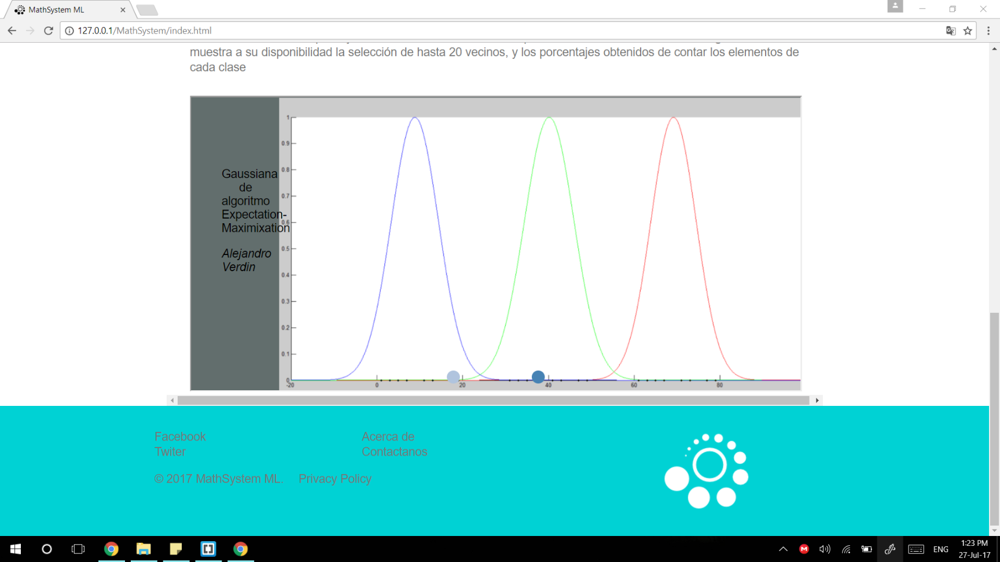 MathSystem ML
127.0.0.1/MathSystem/index.html
muestra a su disponibilidad la selección de hasta 20 vecinos, y los porcentajes obtenidos de contar los elementos de
cada clase
Gaussiana
de
algoritmo
Expectation-
Maximixation
Alejandro
Verdin
1
0.9
0.8
0.7
0.6
0.5
0.4
0.3
0.2
0.1
0
-20 0 20 40 60 80
Facebook
Twiter
Acerca de
Contactanos
© 2017 MathSystem ML. Privacy Policy
ENG
1:23 PM
27-Jul-17